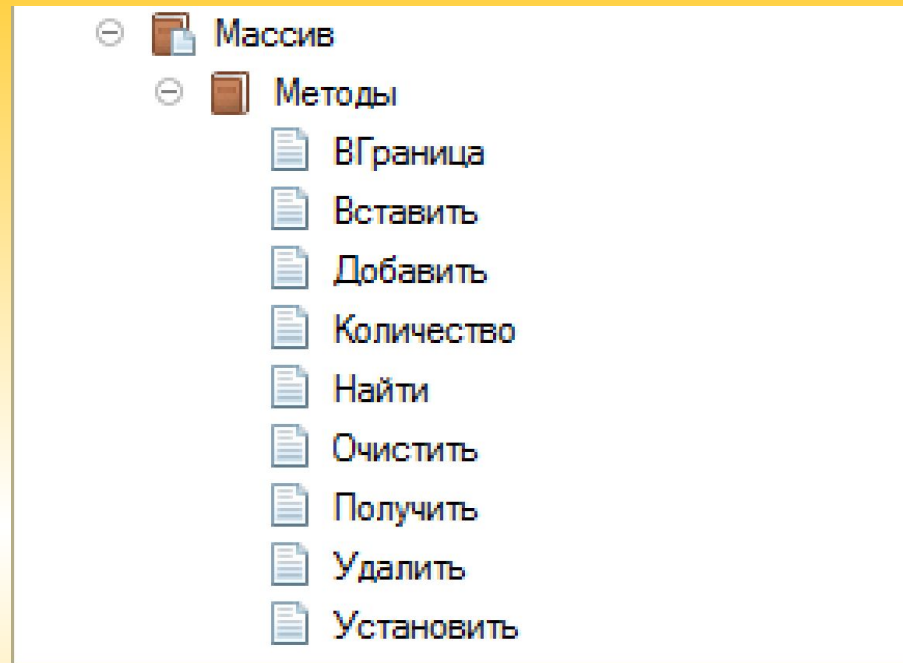 Массив
Методы
ВГраница
Вставить
Добавить
Количество
Найти
Очистить
Получить
Удалить
Установить